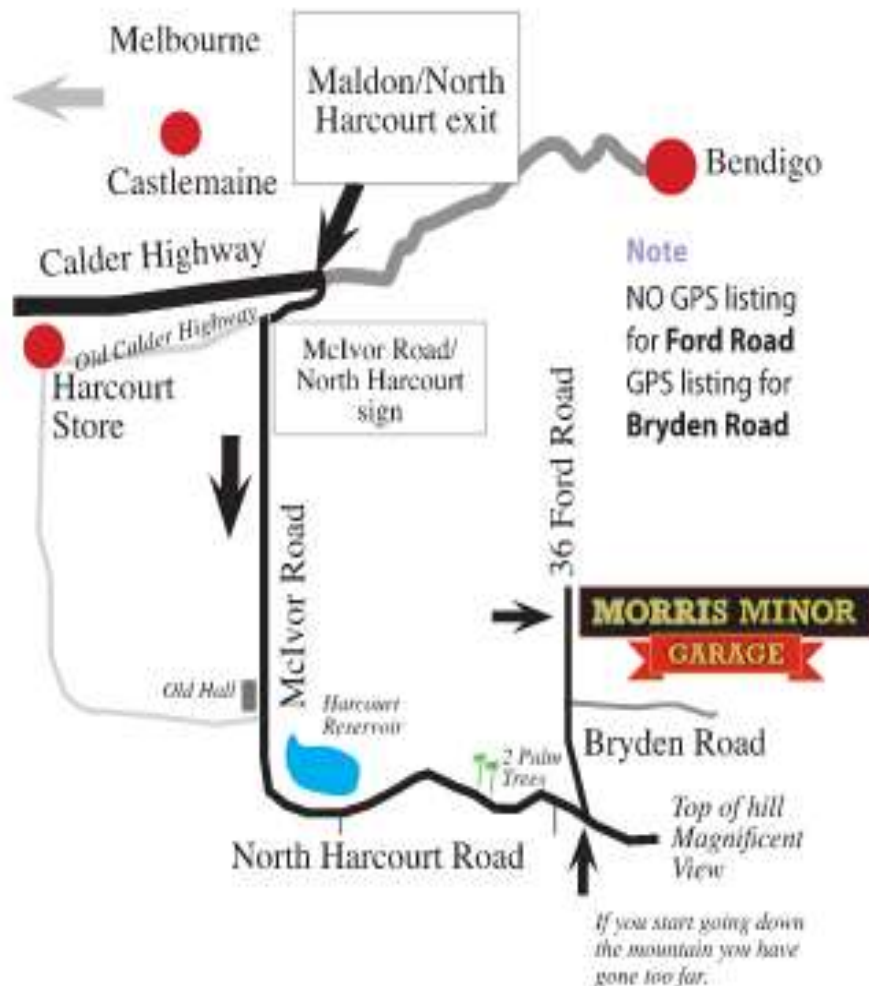 Melbourne
Maldon/North
Harcourt exit
Castlemaine
Bendigo
Calder Highway
Note
NO GPS listing
for Ford Road
GPS listing for
Bryden Road
Old Calder Highway
McIvor Road/
North Harcourt
sign
Harcourt
Store
36 Ford Road
McIvor Road
MORRIS MINOR
GARAGE
Old Hall
Harcourt
Reservoir
2 Palm
Trees
Bryden Road
Top of hill
Magnificent
View
North Harcourt Road
If you start going down
the mountain you have
gone too far.